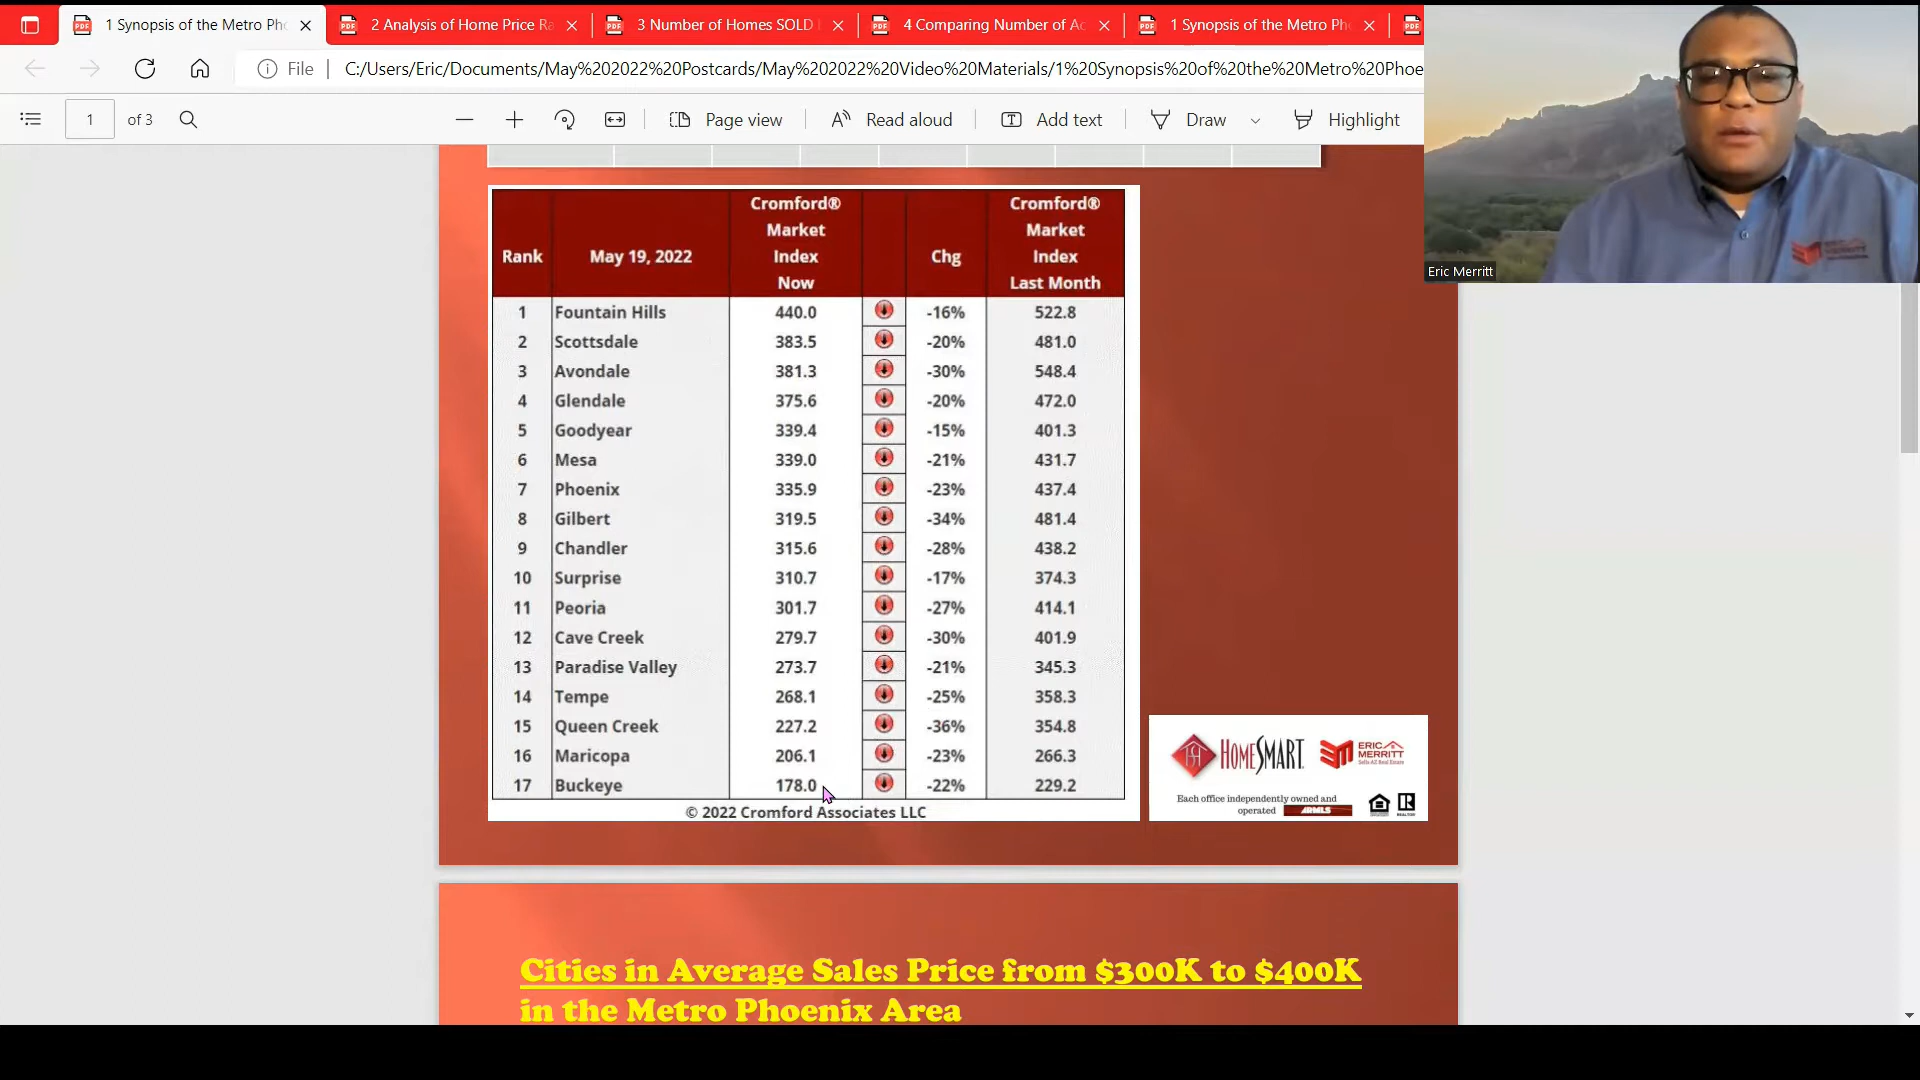 1 Synopsis of the Metro Pho
2 Analysis of Home Price Ra
3 Number of Homes SOLD
4 Comparing Number of Ac
1 Synopsis of the Metro Ph
File
C:/Users/Eric/Documents/May%202022%20Postcards/May%202022%20Video%20Materials/1%20Synopsis%20of%20the%20Metro%20Phoe
1 of 3
Page view
Read aloud
Add text
Draw
Highlight
Eric Merritt
Rank May 19, 2022 Cromford® Market Index Now Chg Cromford® Market Index Last Month
1 Fountain Hills 440.0 -16% 522.8
2 Scottsdale 383.5 -20% 481.0
3 Avondale 381.3 -30% 548.4
4 Glendale 375.6 -20% 472.0
5 Goodyear 339.4 -15% 401.3
6 Mesa 339.0 -21% 431.7
7 Phoenix 335.9 -23% 437.4
8 Gilbert 319.5 -34% 481.4
9 Chandler 315.6 -28% 438.2
10 Surprise 310.7 -17% 374.3
11 Peoria 301.7 -27% 414.1
12 Cave Creek 279.7 -30% 401.9
13 Paradise Valley 273.7 -21% 345.3
14 Tempe 268.1 -25% 358.3
15 Queen Creek 227.2 -36% 354.8
16 Maricopa 206.1 -23% 266.3
17 Buckeye 178.0 -22% 229.2
© 2022 Cromford Associates LLC
HOMESMART
ERIC MERRITT
Sells All Real Estate
Each office independently owned and
operated ARMLS
Cities in Average Sales Price from $300K to $400K
in the Metro Phoenix Area